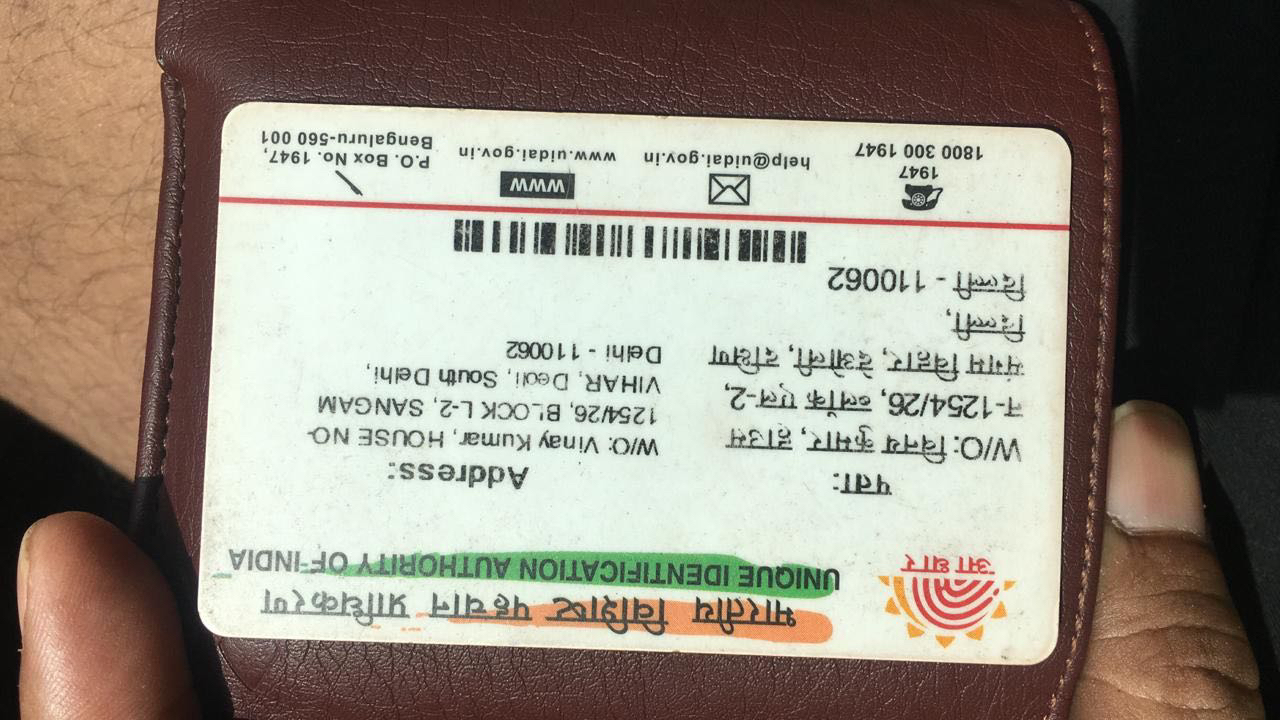 भारतीय विशिष्ट पहचान प्राधिकरण
UNIQUE IDENTIFICATION AUTHORITY OF INDIA
आधार
पता:
W/O: विनय कुमार, हाउस
न-1254/26, ब्लॉक एल-2,
संगम विहार, देओली, दक्षिण
दिल्ली,
दिल्ली - 110062
Address:
W/O: Vinay Kumar, HOUSE NO-
1254/26, BLOCK L-2, SANGAM
VIHAR, Deoli, South Delhi,
Delhi - 110062
1947
1800 300 1947
help@uidai.gov.in
WWW
www.uidai.gov.in
P.O. Box No. 1947,
Bengaluru-560 001